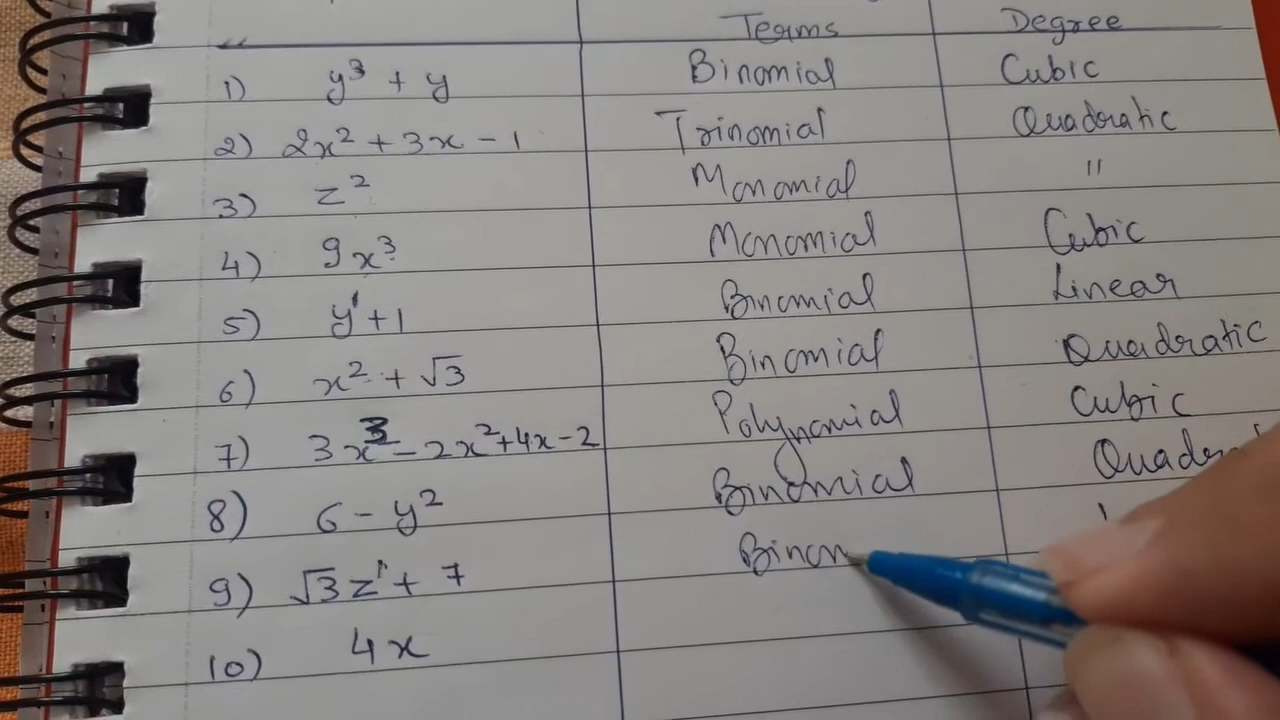 Terms Degree
1) y³ + y Binomial Cubic
2) 2x² + 3x - 1 Trinomial Quadratic
3) z² Monomial "
4) 9x³ Monomial Cubic
5) y¹+1 Binomial Linear
6) x² + √3 Binomial Quadratic
7) 3x³ - 2x²+4x-2 Polynomial Cubic
8) 6 - y² Binomial
9) √3z¹+ 7 Binom
10) 4x